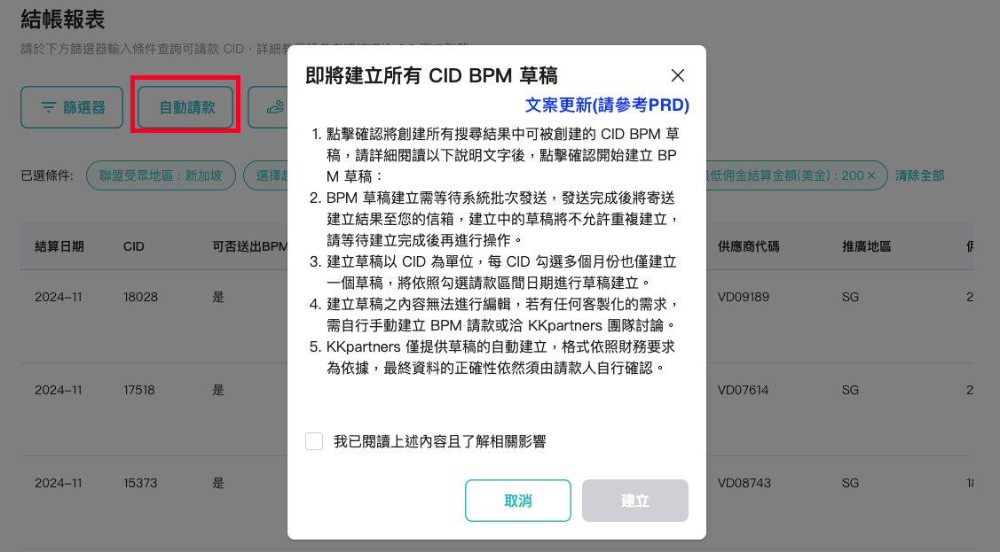 結帳報表
請於下方篩選器輸入條件查詢可請款 CID，詳細
即將建立所有 CID BPM 草稿
文案更新(請參考PRD)
篩選器
自動請款
1. 點擊確認將創建所有搜尋結果中可被創建的 CID BPM 草
稿，請詳細閱讀以下說明文字後，點擊確認開始建立 BP
M 草稿：
2. BPM 草稿建立需等待系統批次發送，發送完成後將寄送
建立結果至您的信箱，建立中的草稿將不允許重複建立，
請等待建立完成後再進行操作。
3. 建立草稿以 CID 為單位，每 CID 勾選多個月份也僅建立
一個草稿，將依照勾選請款區間日期進行草稿建立。
4. 建立草稿之內容無法進行編輯，若有任何客製化的需求，
需自行手動建立 BPM 請款或洽 KKpartners 團隊討論。
5. KKpartners 僅提供草稿的自動建立，格式依照財務要求
為依據，最終資料的正確性依然須由請款人自行確認。
我已閱讀上述內容且了解相關影響
取消
建立
已選條件:
聯盟受眾地區 : 新加坡
選擇
低佣金結算金額(美金) : 200 ×
清除全部
結算日期 CID 可否送出BPM 供應商代碼 推廣地區
2024-11 18028 是 VD09189 SG 2
2024-11 17518 是 VD07614 SG 2
2024-11 15373 是 VD08743 SG